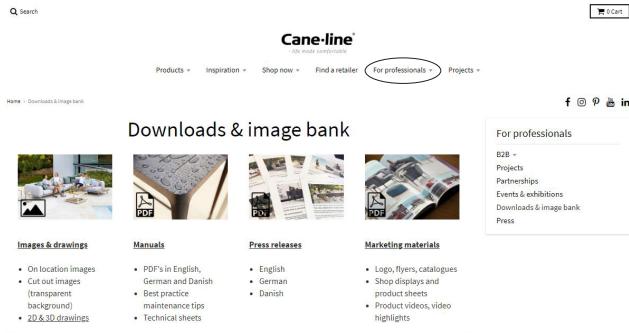 Search
0 Cart
Cane-line®
- life made comfortable
Products
Inspiration
Shop now
Find a retailer
For professionals
Projects
Home › Downloads & image bank
Downloads & image bank
For professionals
B2B
Projects
Partnerships
Events & exhibitions
Downloads & image bank
Press
PDF
PDF
PDF
Images & drawings
• On location images
• Cut out images
(transparent
background)
• 2D & 3D drawings
Manuals
• PDF's in English,
German and Danish
• Best practice
maintenance tips
• Technical sheets
Press releases
• English
• German
• Danish
Marketing materials
• Logo, flyers, catalogues
• Shop displays and
product sheets
• Product videos, video
highlights